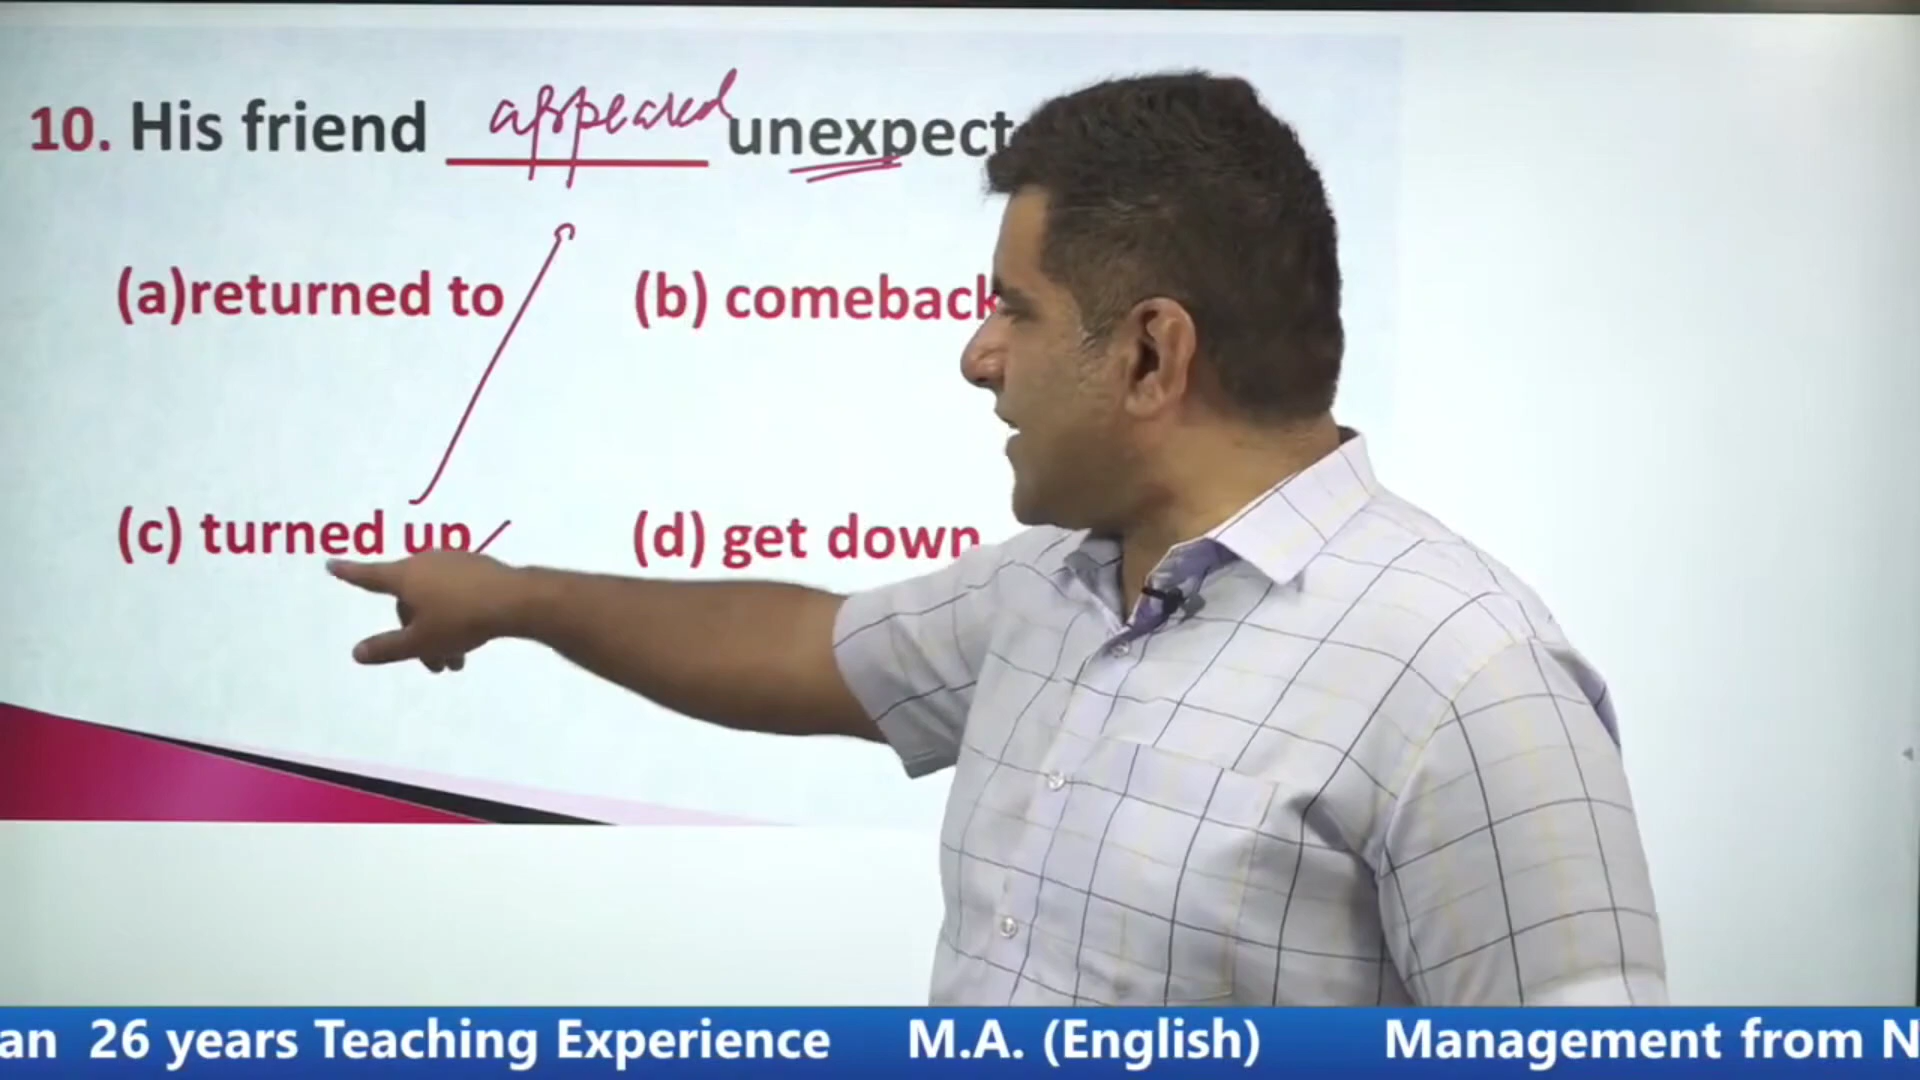 10. His friend appeared unexpect
(a)returned to (b) comeback
(c) turned up (d) get down
an 26 years Teaching Experience M.A. (English) Management from N